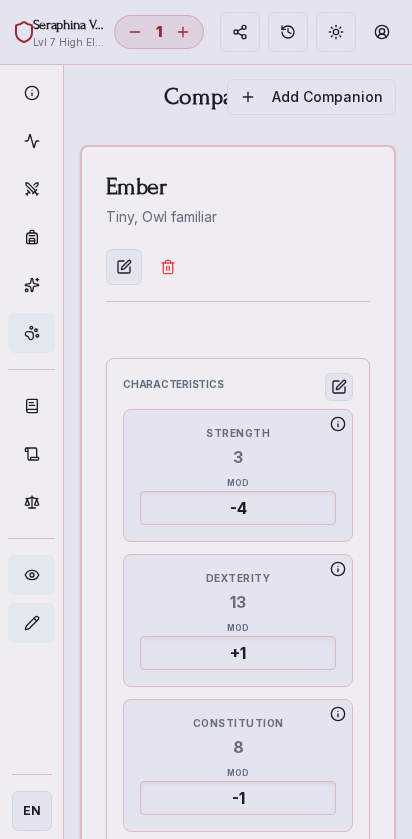 Seraphina V...
Lvl 7 High El...
1
Compa
Add Companion
Ember
Tiny, Owl familiar
CHARACTERISTICS
STRENGTH
3
MOD
-4
DEXTERITY
13
MOD
+1
CONSTITUTION
8
MOD
-1
EN